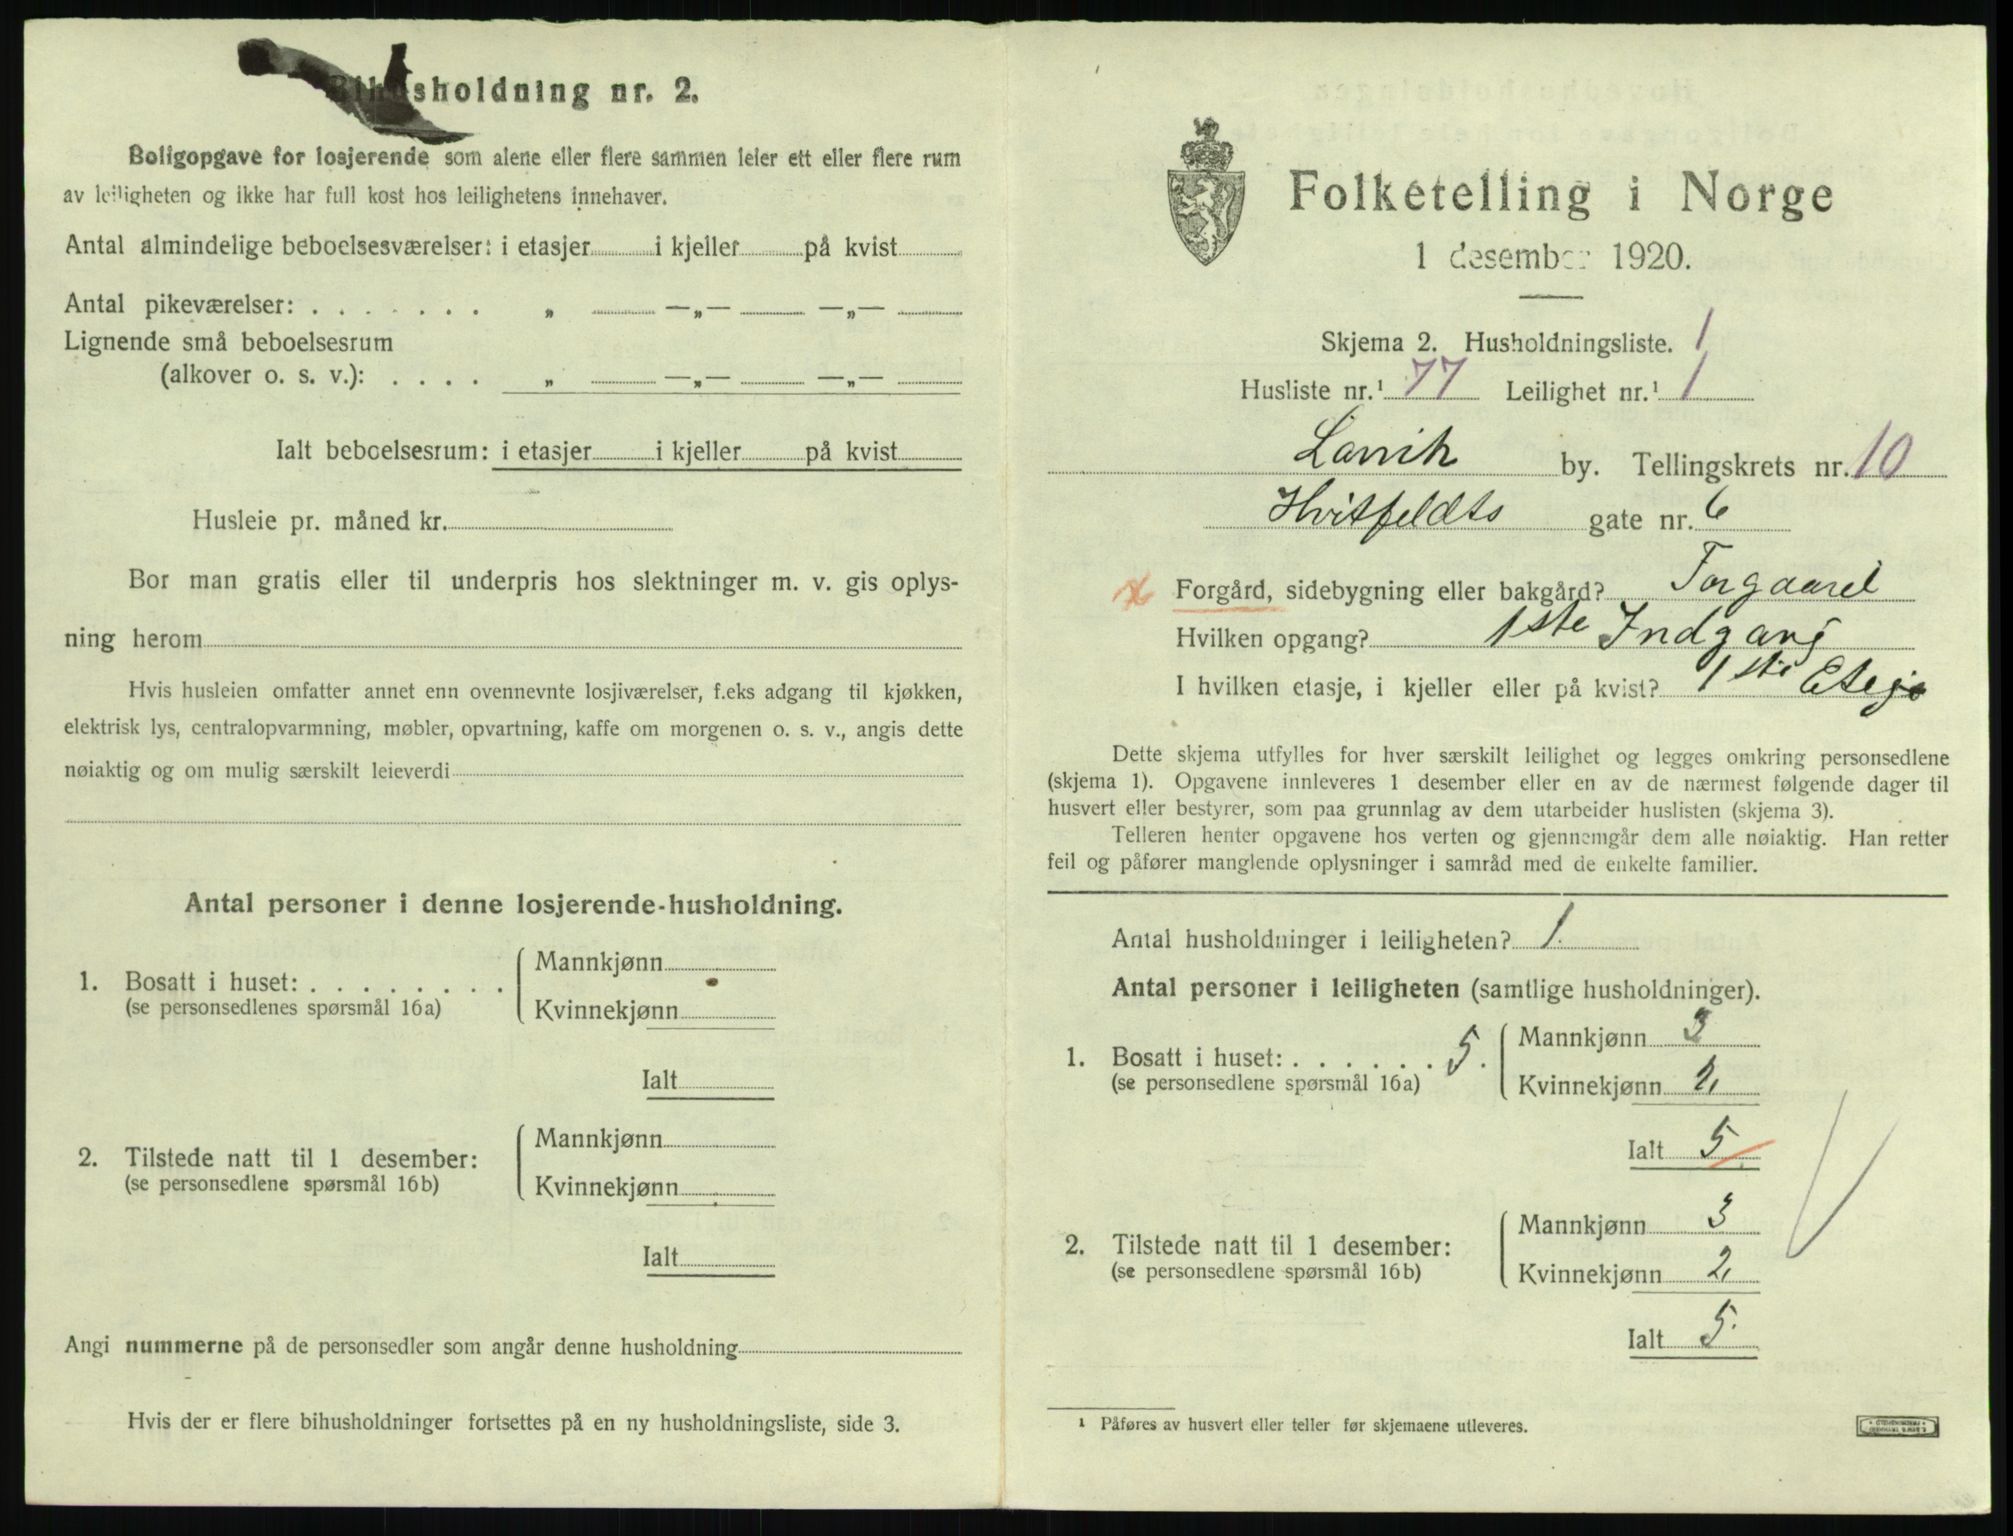 Bihusholdning nr. 2.
Boligopgave for losjerende som alene eller flere sammen leier ett eller flere rum
av leiligheten og ikke har full kost hos leilighetens innehaver.
Antal almindelige beboelsesværelser: i etasjer i kjeller på kvist
Antal pikeværelser: . . . . . . . „ —„— —„—
Lignende små beboelsesrum
(alkover o. s. v.): . . . . „ —„— —„—
Ialt beboelsesrum: i etasjer i kjeller på kvist
Husleie pr. måned kr.
Bor man gratis eller til underpris hos slektninger m. v. gis oplys-
ning herom
Hvis husleien omfatter annet enn ovennevnte losjiværelser, f.eks adgang til kjøkken,
elektrisk lys, centralopvarmning, møbler, opvartning, kaffe om morgenen o. s. v., angis dette
nøiaktig og om mulig særskilt leieverdi
Antal personer i denne losjerende-husholdning.
1. Bosatt i huset: . . . . . . . .
(se personsedlenes spørsmål 16a)
Mannkjønn
Kvinnekjønn
Ialt
2. Tilstede natt til 1 desember:
(se personsedlene spørsmål 16b)
Mannkjønn
Kvinnekjønn
Ialt
Angi nummerne på de personsedler som angår denne husholdning
Hvis der er flere bihusholdninger fortsettes på en ny husholdningsliste, side 3.
Folketelling i Norge
1 desember 1920.
Skjema 2. Husholdningsliste. 1
Husliste nr.¹ 77 Leilighet nr.¹ 1
Larvik by. Tellingskrets nr. 10
Hvitfeldts gate nr. 6
x Forgård, sidebygning eller bakgård? Forgaard
Hvilken opgang? 1ste Indgang
I hvilken etasje, i kjeller eller på kvist? 1ste Etage
Dette skjema utfylles for hver særskilt leilighet og legges omkring personsedlene
(skjema 1). Opgavene innleveres 1 desember eller en av de nærmest følgende dager til
husvert eller bestyrer, som paa grunnlag av dem utarbeider huslisten (skjema 3).
Telleren henter opgavene hos verten og gjennemgår dem alle nøiaktig. Han retter
feil og påfører manglende oplysninger i samråd med de enkelte familier.
Antal husholdninger i leiligheten? 1.
Antal personer i leiligheten (samtlige husholdninger).
1. Bosatt i huset: . . . . . . 5.
(se personsedlene spørsmål 16a)
Mannkjønn 3
Kvinnekjønn 2
Ialt 5
2. Tilstede natt til 1 desember:
(se personsedlene spørsmål 16b)
Mannkjønn 3
Kvinnekjønn 2
Ialt 5.
¹ Påføres av husvert eller teller før skjemaene utleveres.